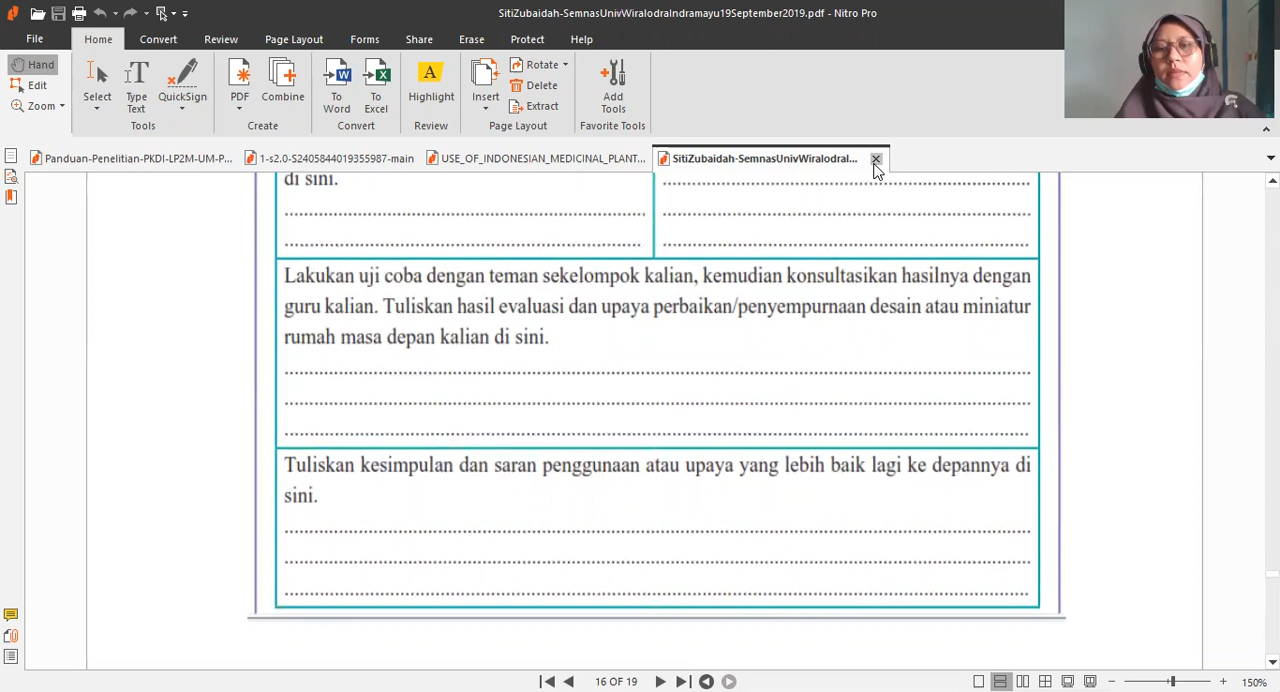 SitiZubaidah-SemnasUnivWiralodraIndramayu19September2019.pdf - Nitro Pro
File Home Convert Review Page Layout Forms Share Erase Protect Help
Hand
Edit
Zoom
Select
Type Text
QuickSign
Tools
PDF
Combine
Create
To Word
To Excel
Convert
Highlight
Review
Insert
Rotate
Delete
Extract
Page Layout
Add Tools
Favorite Tools
Panduan-Penelitian-PKDI-LP2M-UM-P... 1-s2.0-S2405844019355987-main USE_OF_INDONESIAN_MEDICINAL_PLANT... SitiZubaidah-SemnasUnivWiralodraI...
di sini.
Lakukan uji coba dengan teman sekelompok kalian, kemudian konsultasikan hasilnya dengan
guru kalian. Tuliskan hasil evaluasi dan upaya perbaikan/penyempurnaan desain atau miniatur
rumah masa depan kalian di sini.
Tuliskan kesimpulan dan saran penggunaan atau upaya yang lebih baik lagi ke depannya di
sini.
16 OF 19
150%